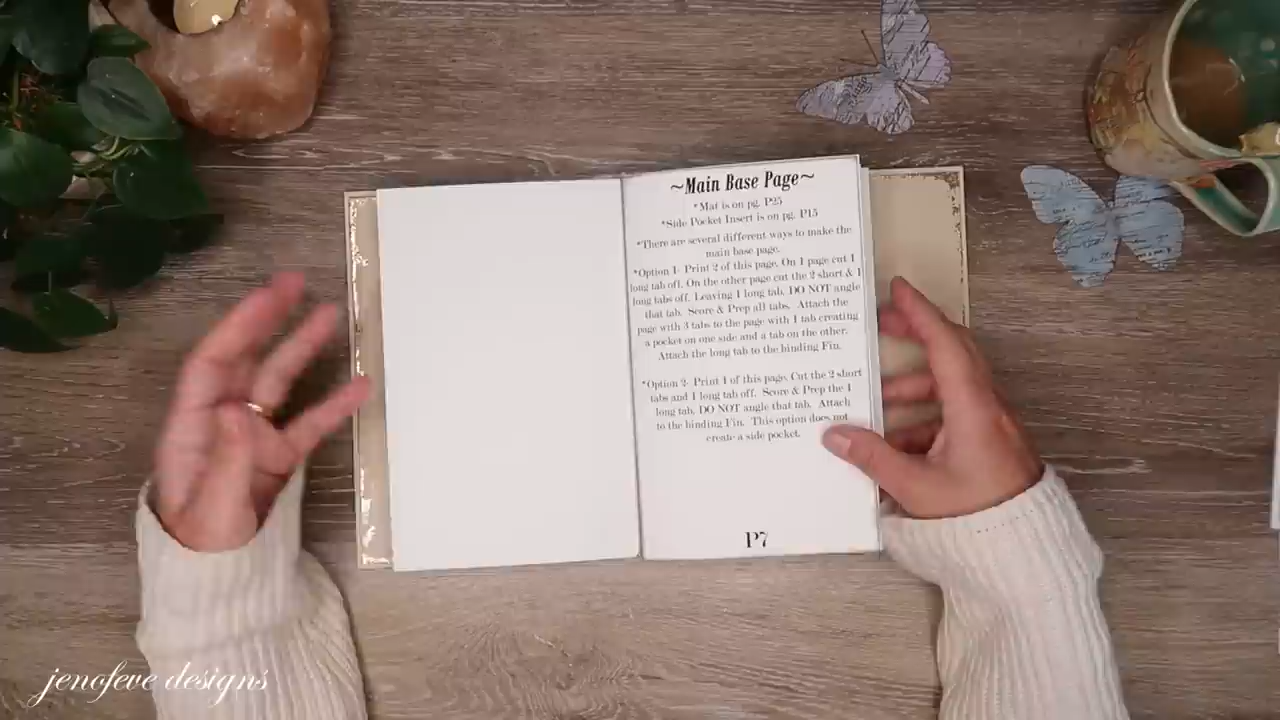 ~Main Base Page~
*Mat is on pg. P25
*Side Pocket Insert is on pg. P15
*There are several different ways to make the
main base page.
*Option 1- Print 2 of this page. On 1 page cut 1
long tab off. On the other page cut the 2 short & 1
long tabs off. Leaving 1 long tab. DO NOT angle
that tab. Score & Prep all tabs. Attach the
page with 3 tabs to the page with 1 tab creating
a pocket on one side and a tab on the other.
Attach the long tab to the binding Fin.
*Option 2- Print 1 of this page. Cut the 2 short
tabs and 1 long tab off. Score & Prep the 1
long tab. DO NOT angle that tab. Attach
to the binding Fin. This option does not
create a side pocket.
P7
jenofeve designs